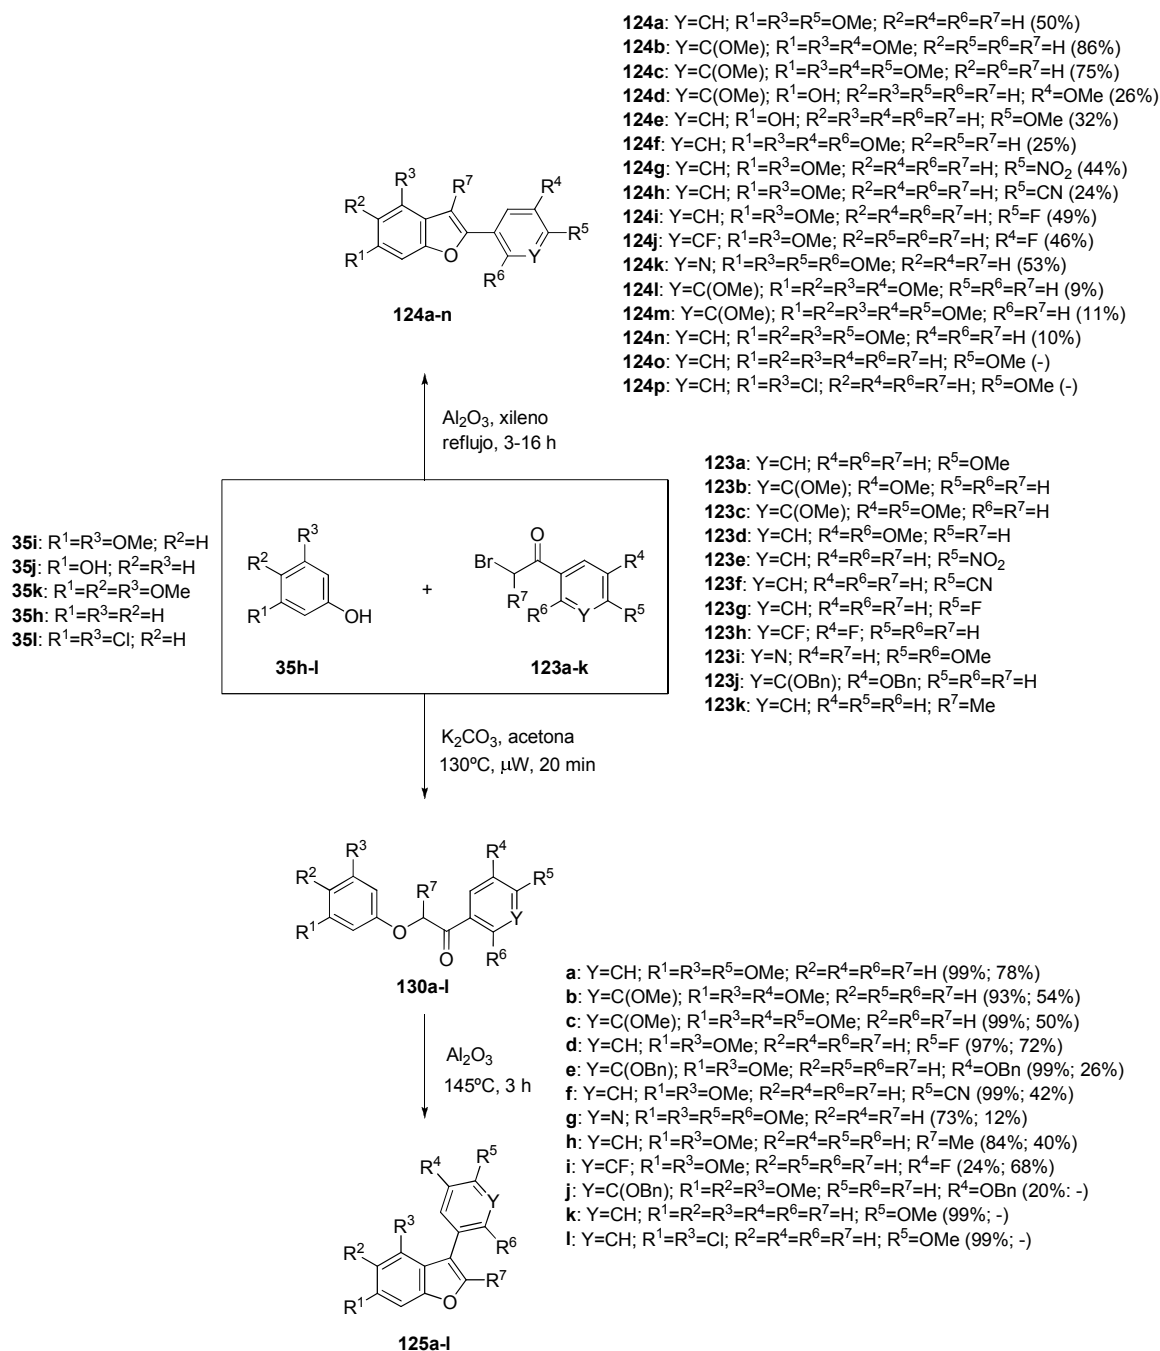 124a: Y=CH; R¹=R³=R⁵=OMe; R²=R⁴=R⁶=R⁷=H (50%)
124b: Y=C(OMe); R¹=R³=R⁴=OMe; R²=R⁵=R⁶=R⁷=H (86%)
124c: Y=C(OMe); R¹=R³=R⁴=R⁵=OMe; R²=R⁶=R⁷=H (75%)
124d: Y=C(OMe); R¹=OH; R²=R³=R⁵=R⁶=R⁷=H; R⁴=OMe (26%)
124e: Y=CH; R¹=OH; R²=R³=R⁴=R⁶=R⁷=H; R⁵=OMe (32%)
124f: Y=CH; R¹=R³=R⁴=R⁶=OMe; R²=R⁵=R⁷=H (25%)
124g: Y=CH; R¹=R³=OMe; R²=R⁴=R⁶=R⁷=H; R⁵=NO₂ (44%)
124h: Y=CH; R¹=R³=OMe; R²=R⁴=R⁶=R⁷=H; R⁵=CN (24%)
124i: Y=CH; R¹=R³=OMe; R²=R⁴=R⁶=R⁷=H; R⁵=F (49%)
124j: Y=CF; R¹=R³=OMe; R²=R⁵=R⁶=R⁷=H; R⁴=F (46%)
124k: Y=N; R¹=R³=R⁵=R⁶=OMe; R²=R⁴=R⁷=H (53%)
124l: Y=C(OMe); R¹=R²=R³=R⁴=OMe; R⁵=R⁶=R⁷=H (9%)
124m: Y=C(OMe); R¹=R²=R³=R⁴=R⁵=OMe; R⁶=R⁷=H (11%)
124n: Y=CH; R¹=R²=R³=R⁵=OMe; R⁴=R⁶=R⁷=H (10%)
124o: Y=CH; R¹=R²=R³=R⁴=R⁶=R⁷=H; R⁵=OMe (-)
124p: Y=CH; R¹=R³=Cl; R²=R⁴=R⁶=R⁷=H; R⁵=OMe (-)
R³ R⁷ R⁴
R² R⁵
R¹ O Y
R⁶
124a-n
Al₂O₃, xileno
reflujo, 3-16 h
35i: R¹=R³=OMe; R²=H
35j: R¹=OH; R²=R³=H
35k: R¹=R²=R³=OMe
35h: R¹=R³=R²=H
35l: R¹=R³=Cl; R²=H
R³
R²
R¹ OH
35h-l
+
O R⁴
Br
R⁷ R⁶ Y R⁵
123a-k
123a: Y=CH; R⁴=R⁶=R⁷=H; R⁵=OMe
123b: Y=C(OMe); R⁴=OMe; R⁵=R⁶=R⁷=H
123c: Y=C(OMe); R⁴=R⁵=OMe; R⁶=R⁷=H
123d: Y=CH; R⁴=R⁶=OMe; R⁵=R⁷=H
123e: Y=CH; R⁴=R⁶=R⁷=H; R⁵=NO₂
123f: Y=CH; R⁴=R⁶=R⁷=H; R⁵=CN
123g: Y=CH; R⁴=R⁶=R⁷=H; R⁵=F
123h: Y=CF; R⁴=F; R⁵=R⁶=R⁷=H
123i: Y=N; R⁴=R⁷=H; R⁵=R⁶=OMe
123j: Y=C(OBn); R⁴=OBn; R⁵=R⁶=R⁷=H
123k: Y=CH; R⁴=R⁵=R⁶=H; R⁷=Me
K₂CO₃, acetona
130ºC, μW, 20 min
R³ R⁴
R² R⁷ R⁵
R¹ O Y
O R⁶
130a-l
Al₂O₃
145ºC, 3 h
a: Y=CH; R¹=R³=R⁵=OMe; R²=R⁴=R⁶=R⁷=H (99%; 78%)
b: Y=C(OMe); R¹=R³=R⁴=OMe; R²=R⁵=R⁶=R⁷=H (93%; 54%)
c: Y=C(OMe); R¹=R³=R⁴=R⁵=OMe; R²=R⁶=R⁷=H (99%; 50%)
d: Y=CH; R¹=R³=OMe; R²=R⁴=R⁶=R⁷=H; R⁵=F (97%; 72%)
e: Y=C(OBn); R¹=R³=OMe; R²=R⁵=R⁶=R⁷=H; R⁴=OBn (99%; 26%)
f: Y=CH; R¹=R³=OMe; R²=R⁴=R⁶=R⁷=H; R⁵=CN (99%; 42%)
g: Y=N; R¹=R³=R⁵=R⁶=OMe; R²=R⁴=R⁷=H (73%; 12%)
h: Y=CH; R¹=R³=OMe; R²=R⁴=R⁵=R⁶=H; R⁷=Me (84%; 40%)
i: Y=CF; R¹=R³=OMe; R²=R⁵=R⁶=R⁷=H; R⁴=F (24%; 68%)
j: Y=C(OBn); R¹=R²=R³=OMe; R⁵=R⁶=R⁷=H; R⁴=OBn (20%: -)
k: Y=CH; R¹=R²=R³=R⁴=R⁶=R⁷=H; R⁵=OMe (99%; -)
l: Y=CH; R¹=R³=Cl; R²=R⁴=R⁶=R⁷=H; R⁵=OMe (99%; -)
R⁴ R⁵
Y
R³ R⁶
R²
R¹ O R⁷
125a-l